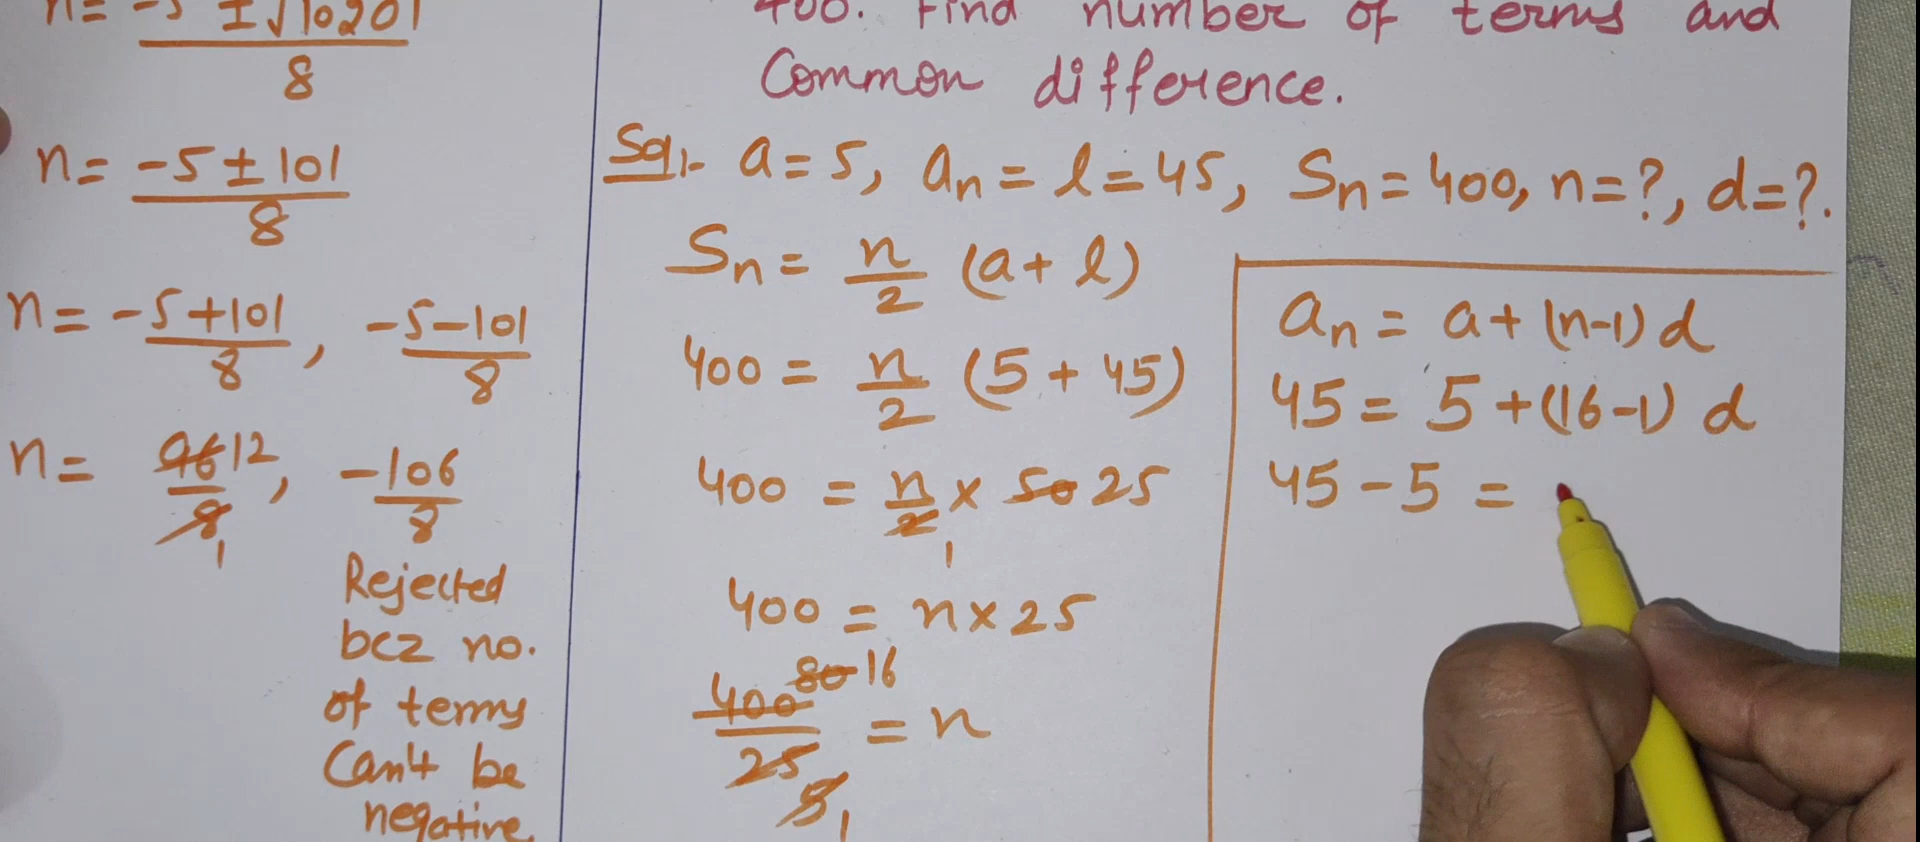 n = -5 ± √10201
8
n = -5 ± 101
8
n = -5+101 , -5-101
8 8
n = 96 12 , -106
8 1 8
Rejected
bcz no.
of terms
Can't be
negative
400. Find number of terms and
Common difference.
Sol:- a = 5, an = l = 45, Sn = 400, n = ?, d = ?.
Sn = n/2 (a + l)
400 = n/2 (5 + 45)
400 = n/2 × 50 25
1
400 = n × 25
400 80 16
25 = n
5 1
an = a + (n-1) d
45 = 5 + (16-1) d
45 - 5 =